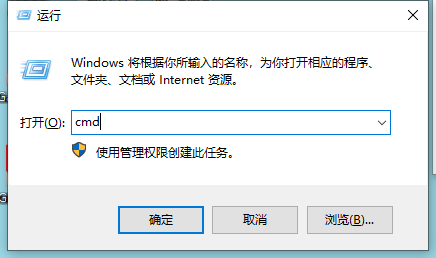 运行
Windows 将根据你所输入的名称，为你打开相应的程序、
文件夹、文档或 Internet 资源。
打开(O): cmd
使用管理权限创建此任务。
确定 取消 浏览(B)...